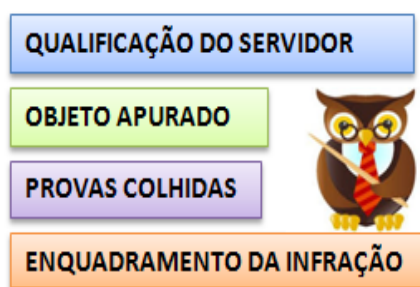 QUALIFICAÇÃO DO SERVIDOR
OBJETO APURADO
PROVAS COLHIDAS
ENQUADRAMENTO DA INFRAÇÃO